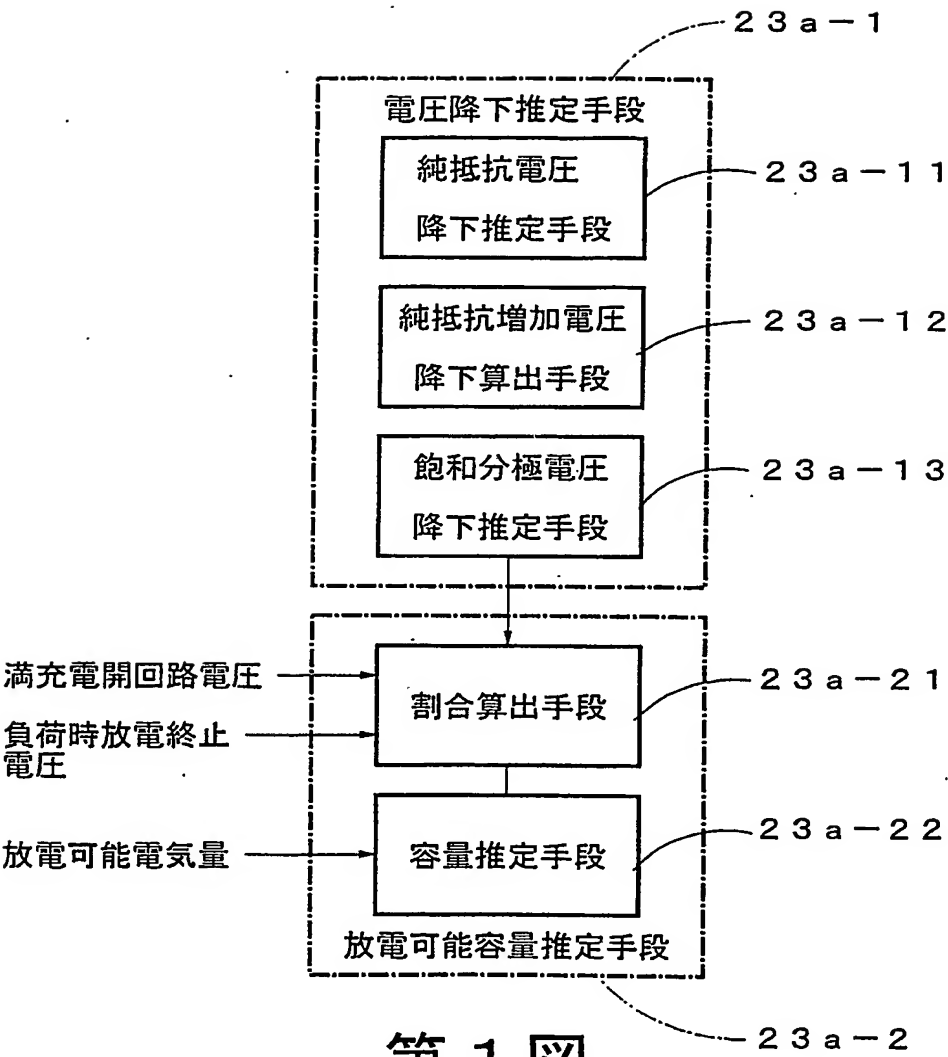 23a-1
電圧降下推定手段
純抵抗電圧
降下推定手段
23a-11
純抵抗増加電圧
降下算出手段
23a-12
飽和分極電圧
降下推定手段
23a-13
満充電開回路電圧
負荷時放電終止
電圧
割合算出手段
23a-21
放電可能電気量
容量推定手段
23a-22
放電可能容量推定手段
23a-2
第1図